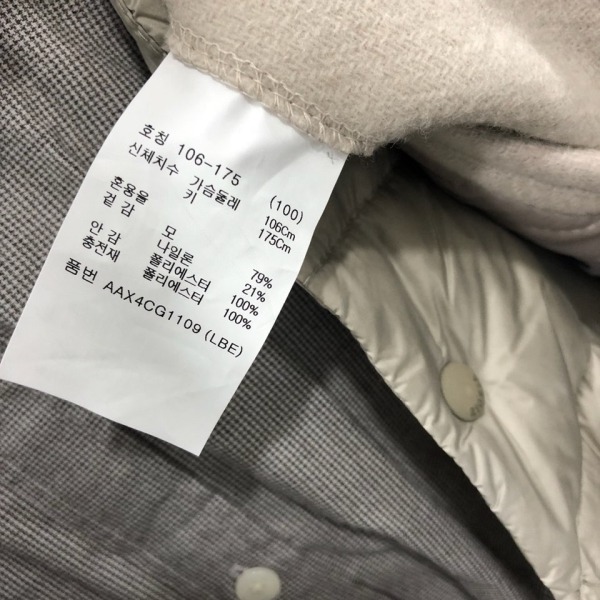 호칭 106-175 (100)
신체치수 가슴둘레 106Cm
키 175Cm
혼용율
겉감 모 79%
나일론 21%
안감 폴리에스터 100%
충전재 폴리에스터 100%
품번 AAX4CG1109(LBE)